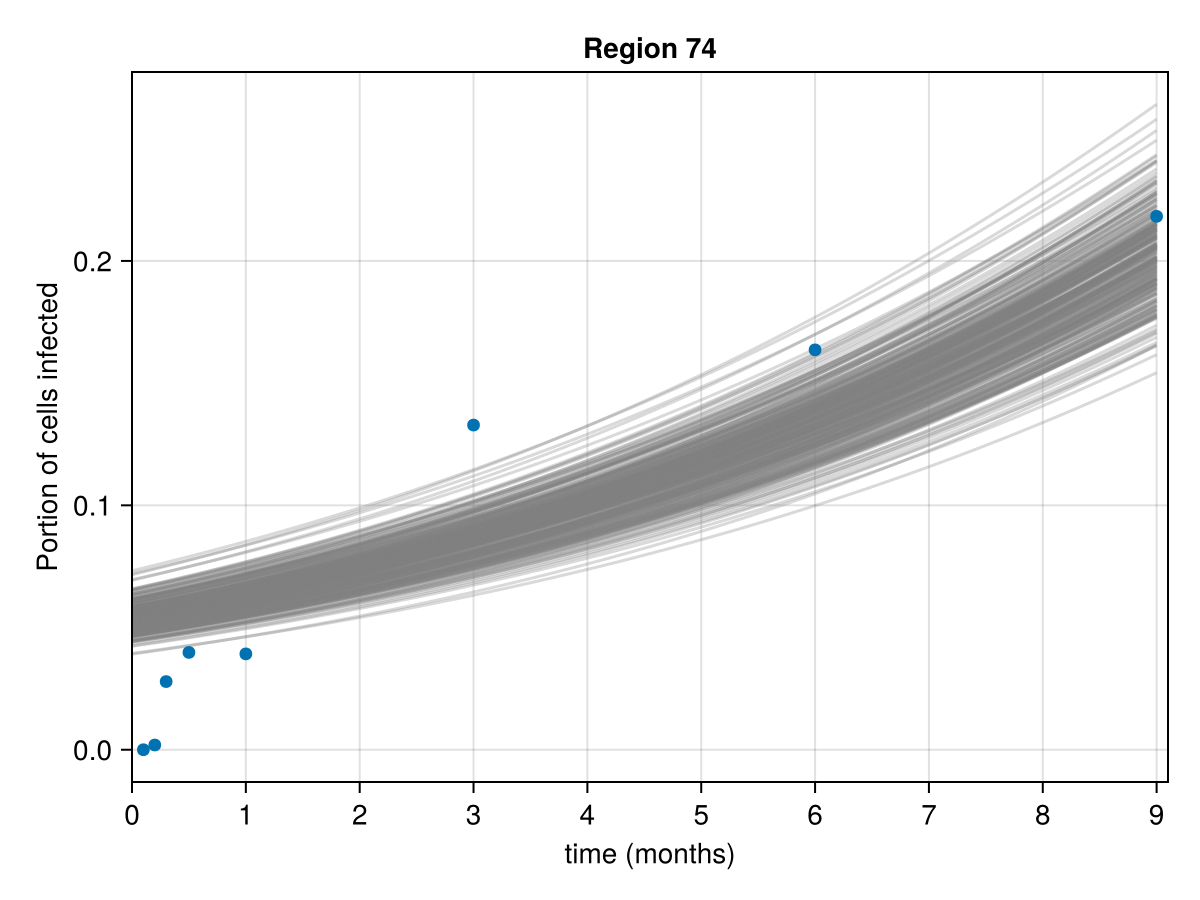 Region 74
Portion of cells infected
0.2
0.1
0.0
0 1 2 3 4 5 6 7 8 9
time (months)